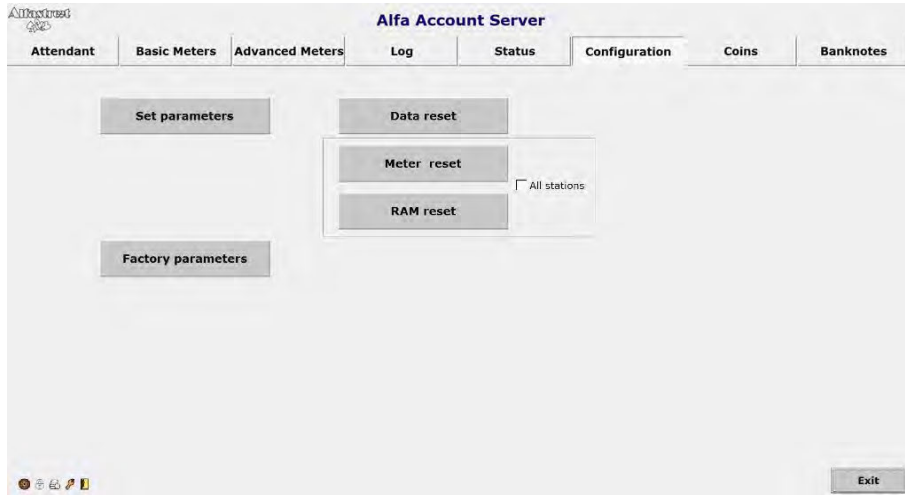 Alfastreet
Alfa Account Server
Attendant
Basic Meters
Advanced Meters
Log
Status
Configuration
Coins
Banknotes
Set parameters
Data reset
Meter reset
All stations
RAM reset
Factory parameters
Exit